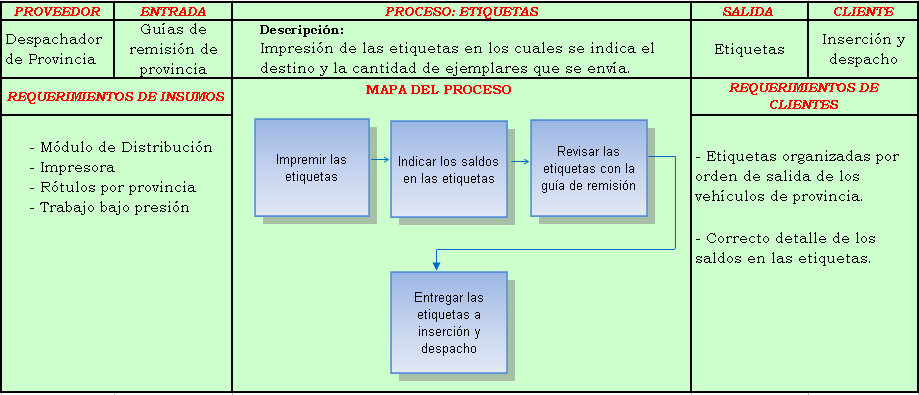 PROVEEDOR
ENTRADA
PROCESO: ETIQUETAS
SALIDA
CLIENTE
Despachador
de Provincia
Guías de
remisión de
provincia
Descripción:
Impresión de las etiquetas en los cuales se indica el
destino y la cantidad de ejemplares que se envía.
Etiquetas
Inserción y
despacho
REQUERIMIENTOS DE INSUMOS
MAPA DEL PROCESO
REQUERIMIENTOS DE
CLIENTES
- Módulo de Distribución
- Impresora
- Rótulos por provincia
- Trabajo bajo presión
Impremir las
etiquetas
Indicar los saldos
en las etiquetas
Revisar las
etiquetas con la
guía de remisión
Entregar las
etiquetas a
inserción y
despacho
- Etiquetas organizadas por
orden de salida de los
vehículos de provincia.
- Correcto detalle de los
saldos en las etiquetas.